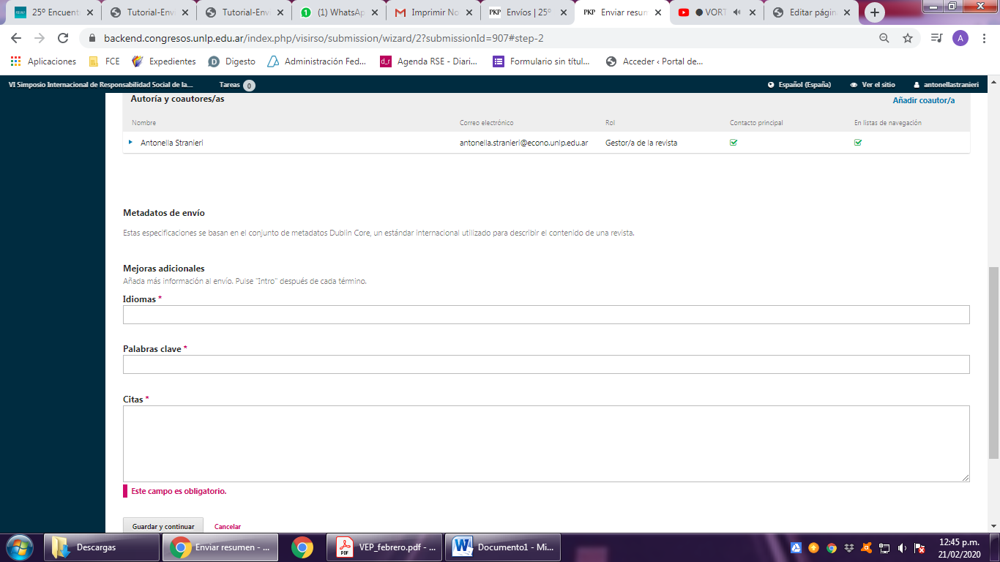 25º Encuent
Tutorial-Env
Tutorial-Env
(1) WhatsAp
Imprimir No
PKP Envíos | 25º
PKP Enviar resum
VORT
Editar págin
backend.congresos.unlp.edu.ar/index.php/visirso/submission/wizard/2?submissionId=907#step-2
A
Aplicaciones FCE Expedientes Digesto Administración Fed... Agenda RSE - Diari... Formulario sin títul... Acceder ‹ Portal de...
VI Simposio Internacional de Responsabilidad Social de la... Tareas 0 Español (España) Ver el sitio antonellastranieri
Autoría y coautores/as Añadir coautor/a
Nombre Correo electrónico Rol Contacto principal En listas de navegación
Antonella Stranieri antonella.stranieri@econo.unlp.edu.ar Gestor/a de la revista
Metadatos de envío
Estas especificaciones se basan en el conjunto de metadatos Dublin Core, un estándar internacional utilizado para describir el contenido de una revista.
Mejoras adicionales
Añada más información al envío. Pulse "Intro" después de cada término.
Idiomas *
Palabras clave *
Citas *
Este campo es obligatorio.
Guardar y continuar Cancelar
Descargas Enviar resumen - ... VEP_febrero.pdf - ... Documento1 - Mi...
12:45 p.m.
21/02/2020